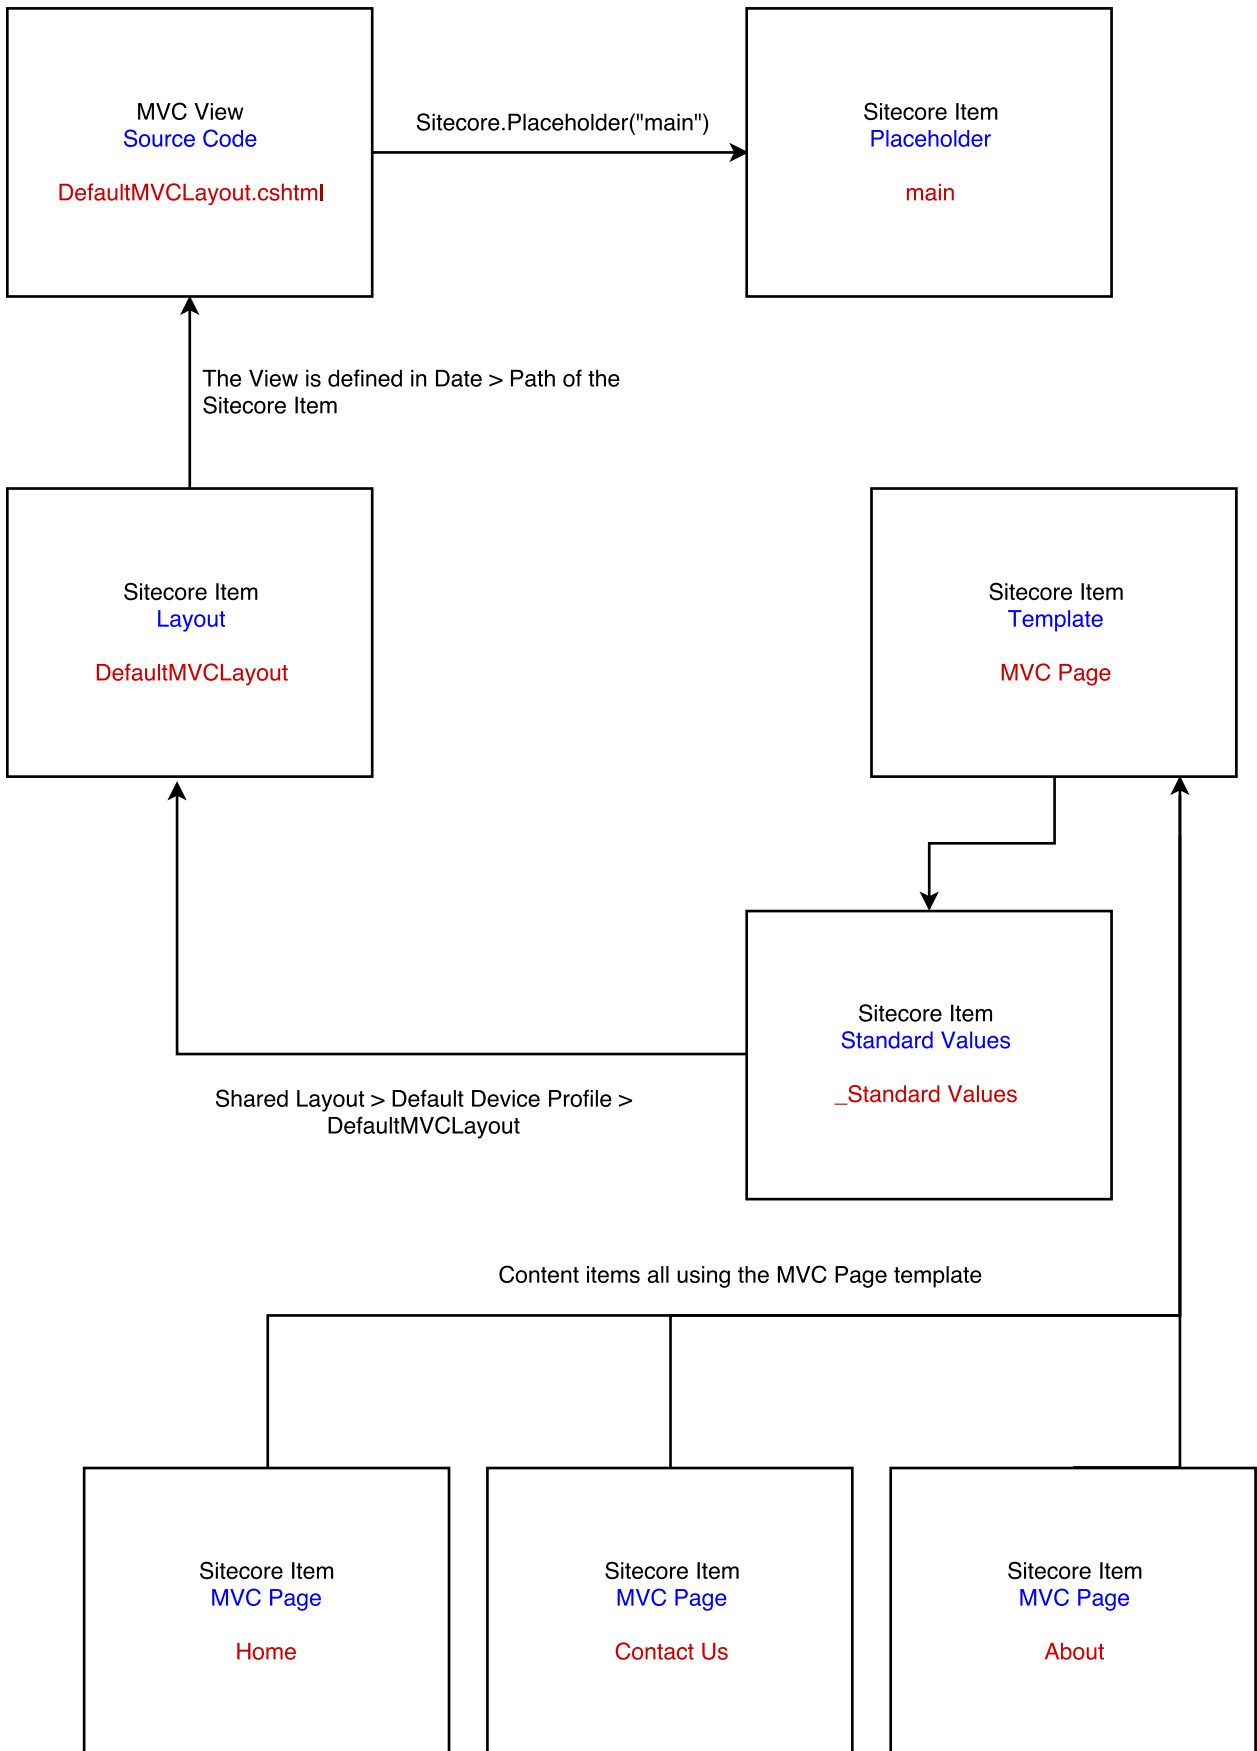 MVC View
Source Code
DefaultMVCLayout.cshtml
Sitecore.Placeholder("main")
Sitecore Item
Placeholder
main
The View is defined in Date > Path of the
Sitecore Item
Sitecore Item
Layout
DefaultMVCLayout
Sitecore Item
Template
MVC Page
Sitecore Item
Standard Values
_Standard Values
Shared Layout > Default Device Profile >
DefaultMVCLayout
Content items all using the MVC Page template
Sitecore Item
MVC Page
Home
Sitecore Item
MVC Page
Contact Us
Sitecore Item
MVC Page
About